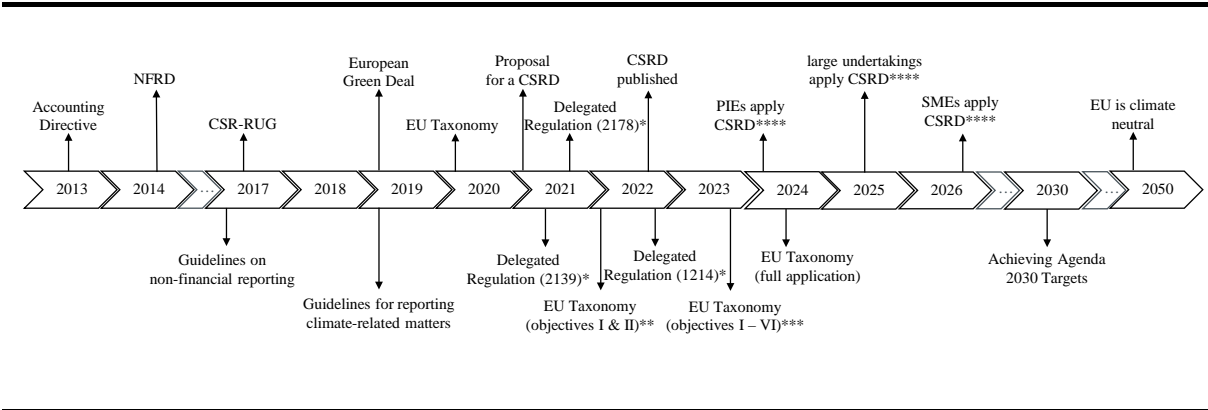 Accounting
Directive
NFRD
CSR-RUG
European
Green Deal
EU Taxonomy
Proposal
for a CSRD
Delegated
Regulation (2178)*
CSRD
published
PIEs apply
CSRD****
large undertakings
apply CSRD****
SMEs apply
CSRD****
EU is climate
neutral
2013 2014 ... 2017 2018 2019 2020 2021 2022 2023 2024 2025 2026 ... 2030 ... 2050
Guidelines on
non-financial reporting
Guidelines for reporting
climate-related matters
Delegated
Regulation (2139)*
EU Taxonomy
(objectives I & II)**
Delegated
Regulation (1214)*
EU Taxonomy
(objectives I – VI)***
EU Taxonomy
(full application)
Achieving Agenda
2030 Targets